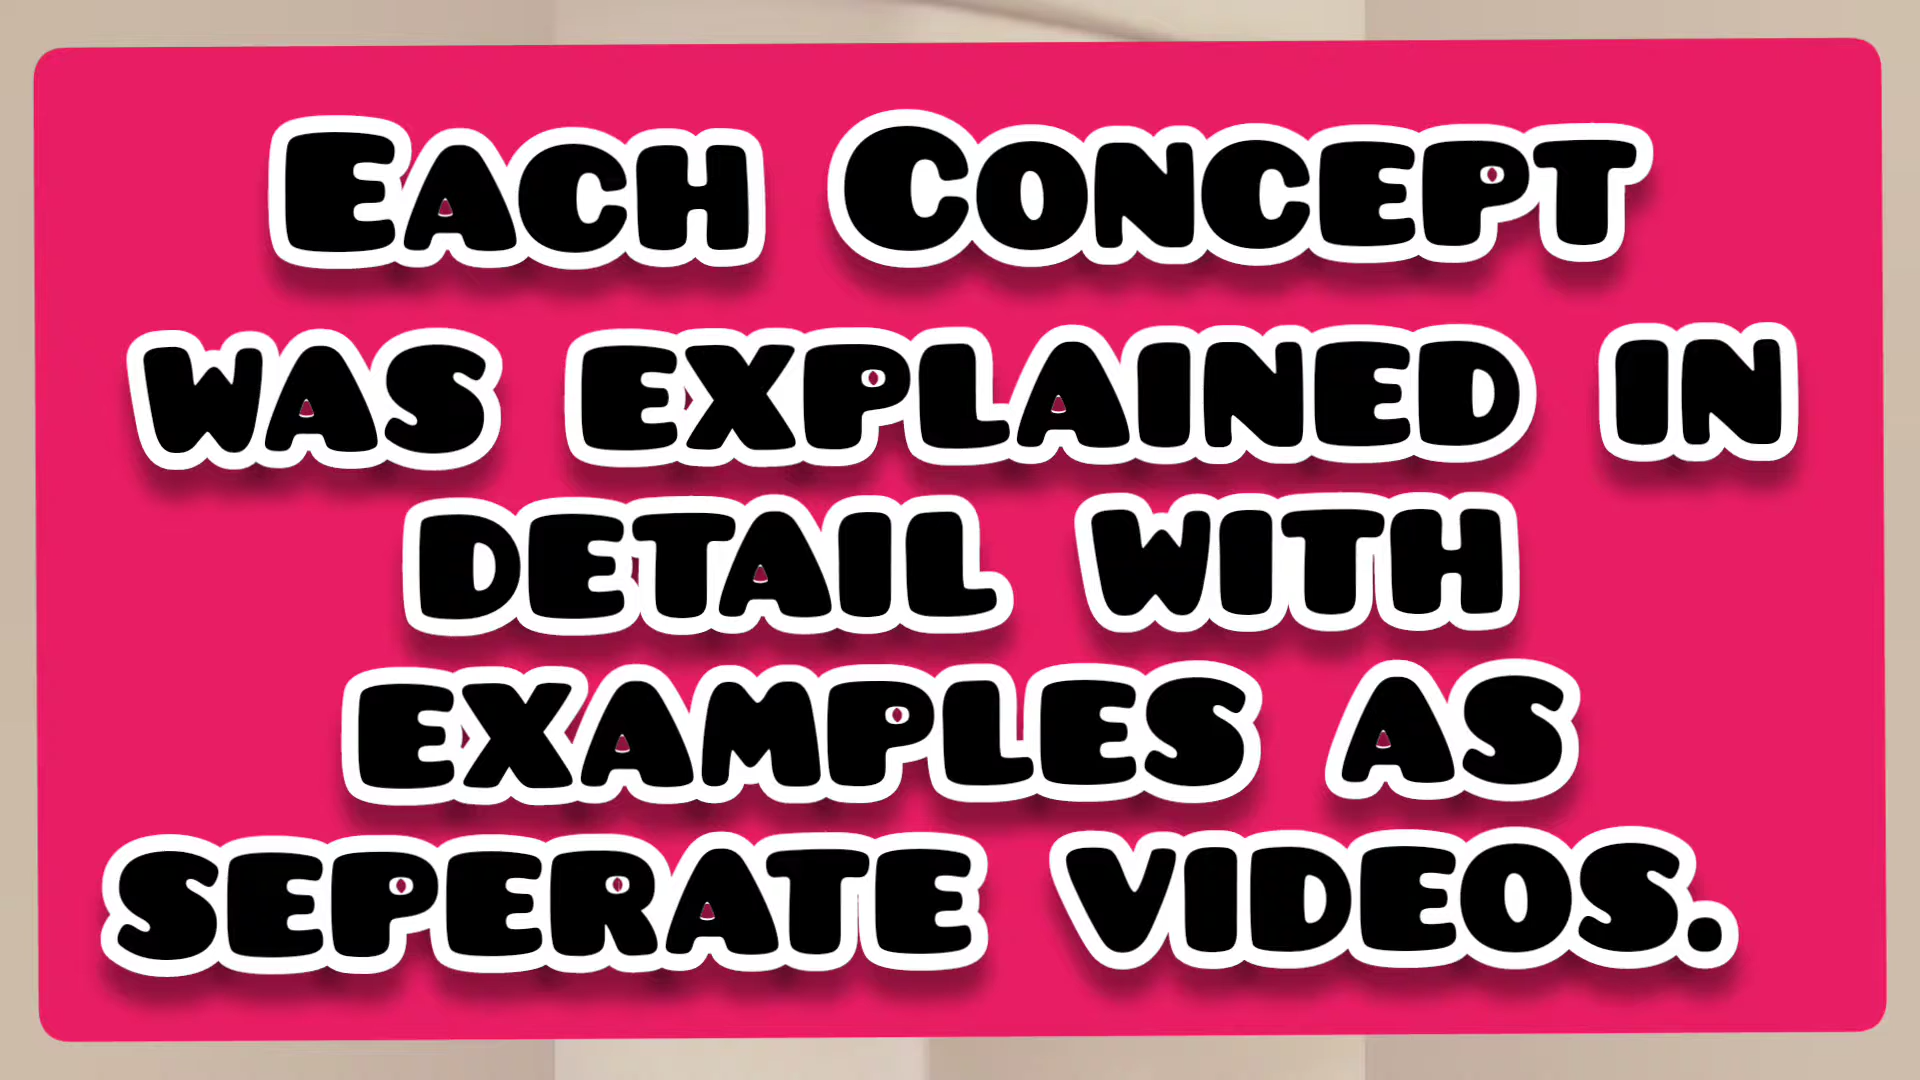 Each Concept
was explained in
detail with
examples as
seperate videos.